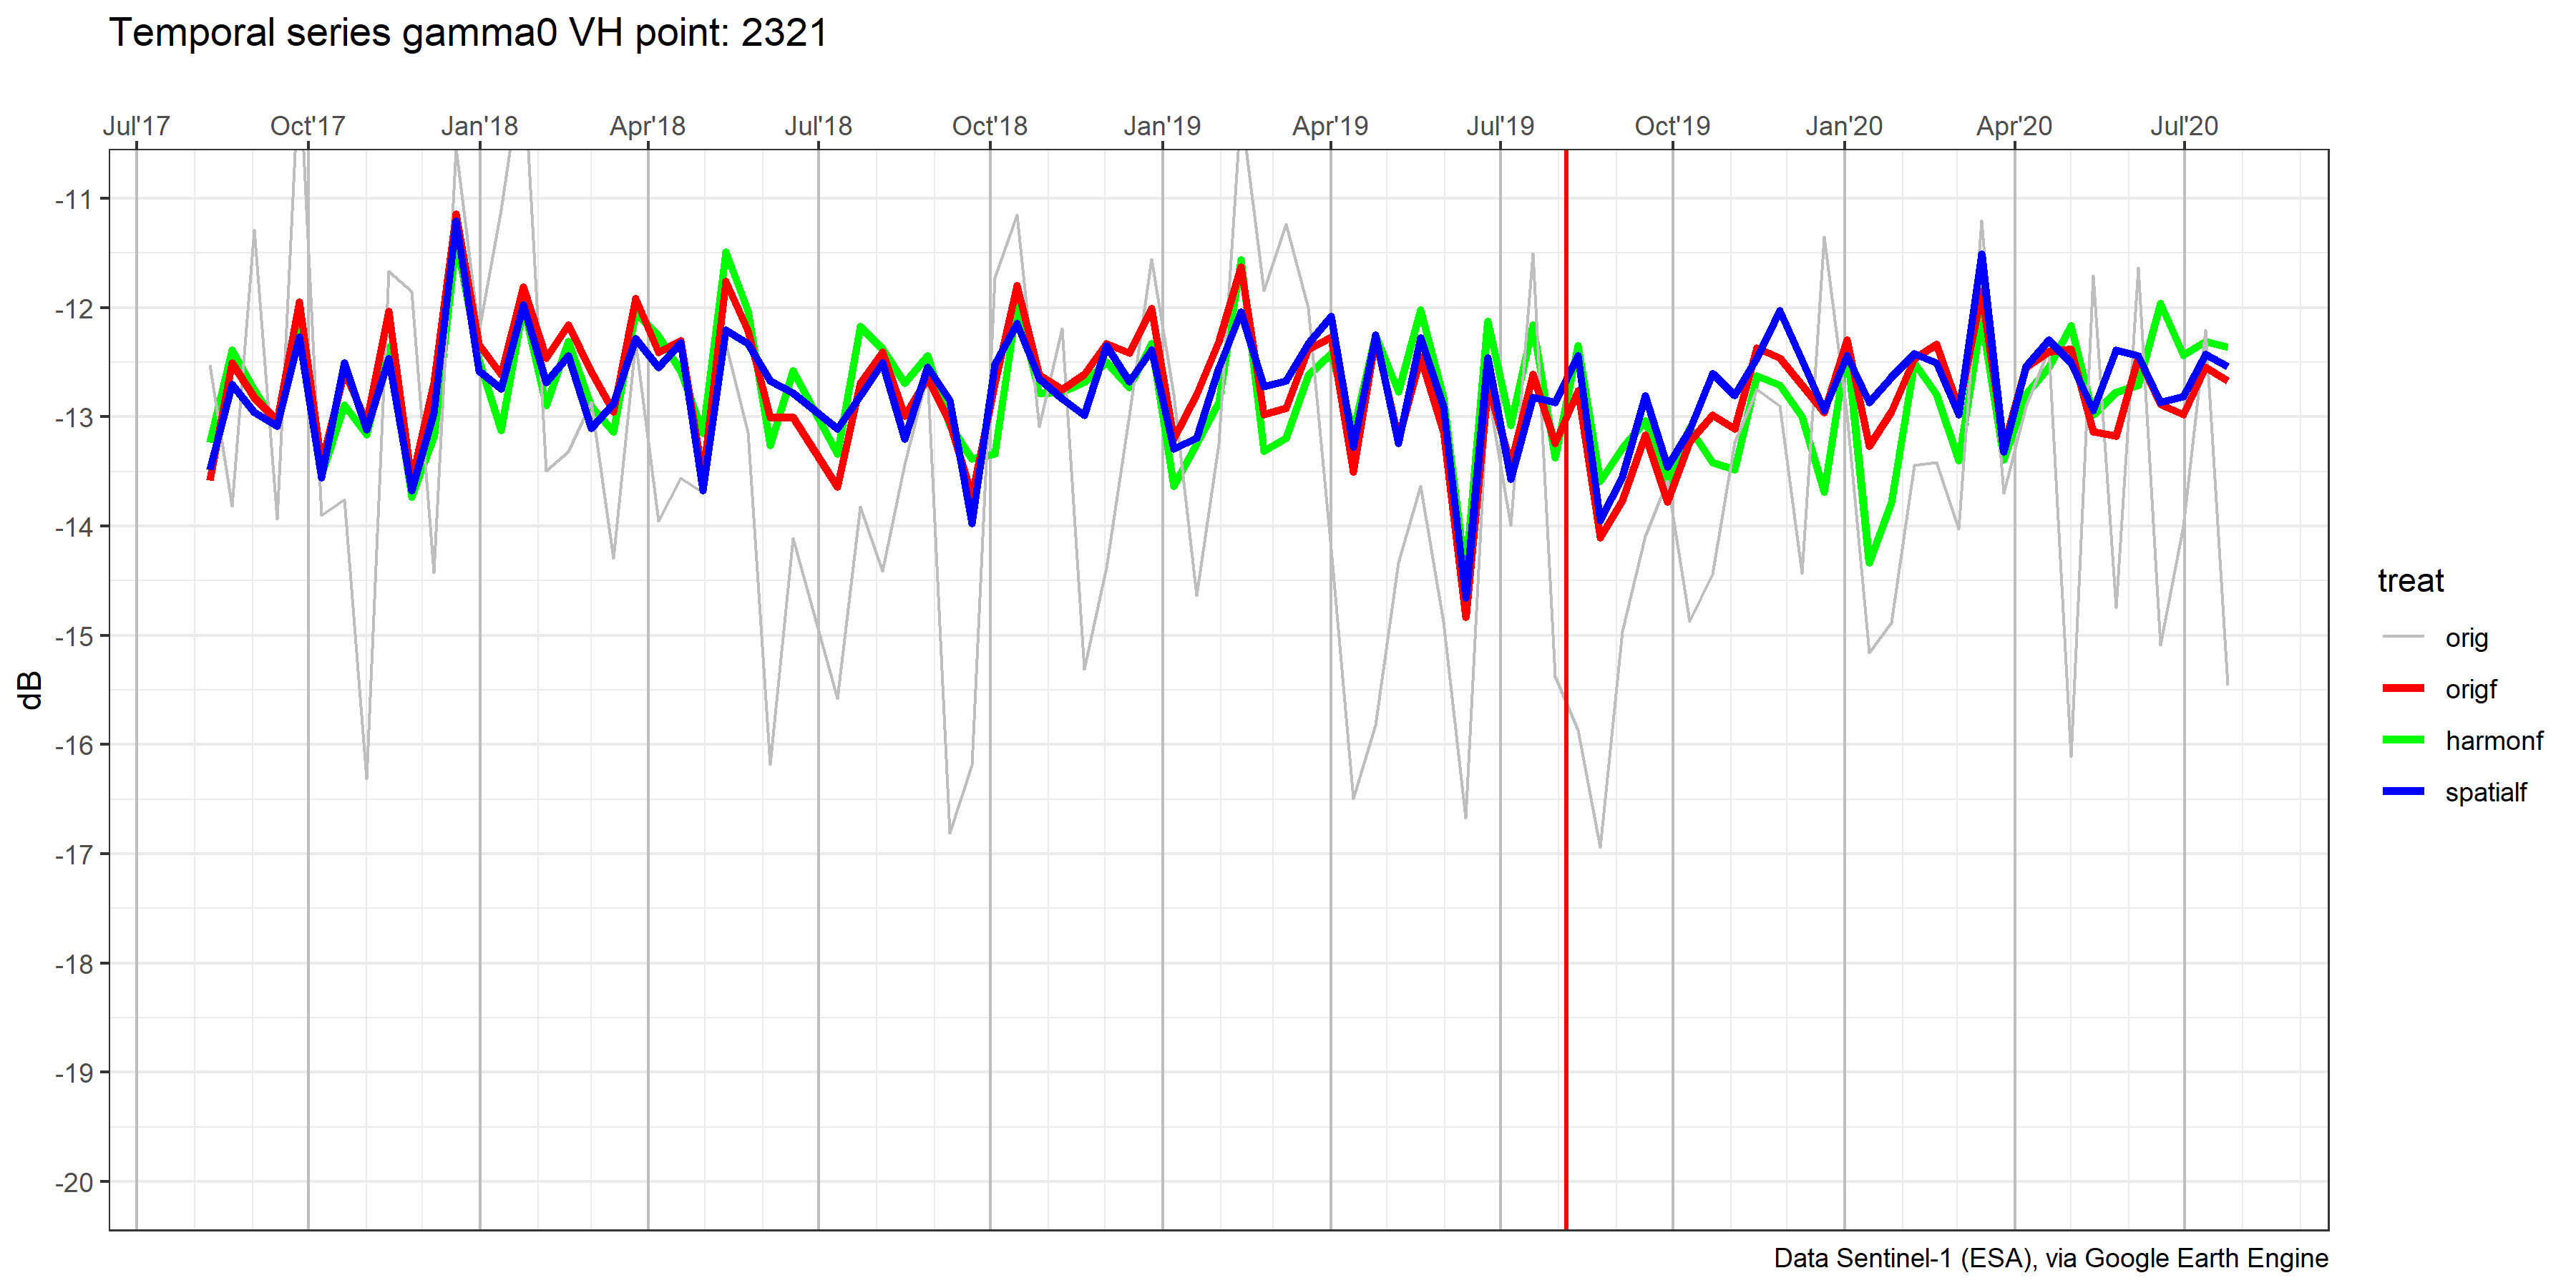 Temporal series gamma0 VH point: 2321
Jul'17 Oct'17 Jan'18 Apr'18 Jul'18 Oct'18 Jan'19 Apr'19 Jul'19 Oct'19 Jan'20 Apr'20 Jul'20
-11
-12
-13
-14
-15
-16
-17
-18
-19
-20
dB
treat
orig
origf
harmonf
spatialf
Data Sentinel-1 (ESA), via Google Earth Engine